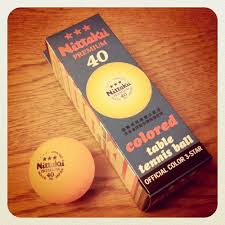 ★★★
Nittaku
PREMIUM
40
colored
table
tennis ball
OFFICIAL COLOR 3-STAR
★★★
Nittaku
40